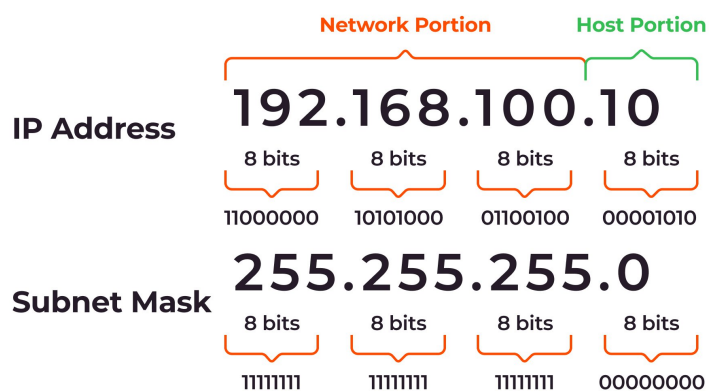 Network Portion Host Portion
IP Address 192.168.100.10
8 bits 8 bits 8 bits 8 bits
11000000 10101000 01100100 00001010
Subnet Mask 255.255.255.0
8 bits 8 bits 8 bits 8 bits
11111111 11111111 11111111 00000000